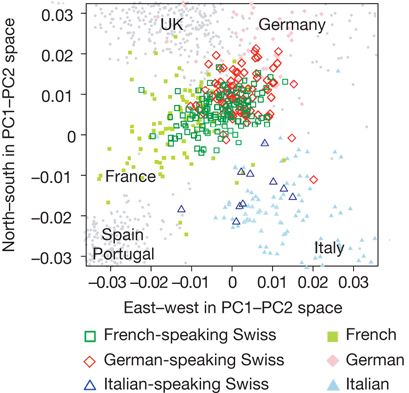 North–south in PC1–PC2 space
0.03
0.02
0.01
0
–0.01
–0.02
–0.03
UK
Germany
France
Spain
Portugal
Italy
–0.03
–0.02
–0.01
0
0.01
0.02
0.03
East–west in PC1–PC2 space
French-speaking Swiss
French
German-speaking Swiss
German
Italian-speaking Swiss
Italian